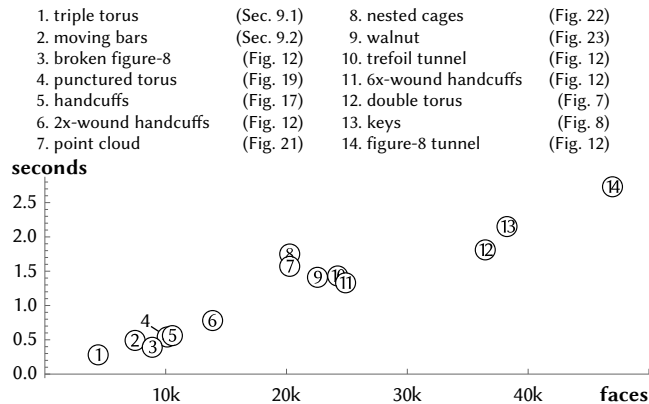 1. triple torus (Sec. 9.1)
2. moving bars (Sec. 9.2)
3. broken figure-8 (Fig. 12)
4. punctured torus (Fig. 19)
5. handcuffs (Fig. 17)
6. 2x-wound handcuffs (Fig. 12)
7. point cloud (Fig. 21)
8. nested cages (Fig. 22)
9. walnut (Fig. 23)
10. trefoil tunnel (Fig. 12)
11. 6x-wound handcuffs (Fig. 12)
12. double torus (Fig. 7)
13. keys (Fig. 8)
14. figure-8 tunnel (Fig. 12)
seconds
2.5
2.0
1.5
1.0
0.5
0.0
14
13
12
8
7
9
10
11
6
4
5
2
3
1
10k 20k 30k 40k faces